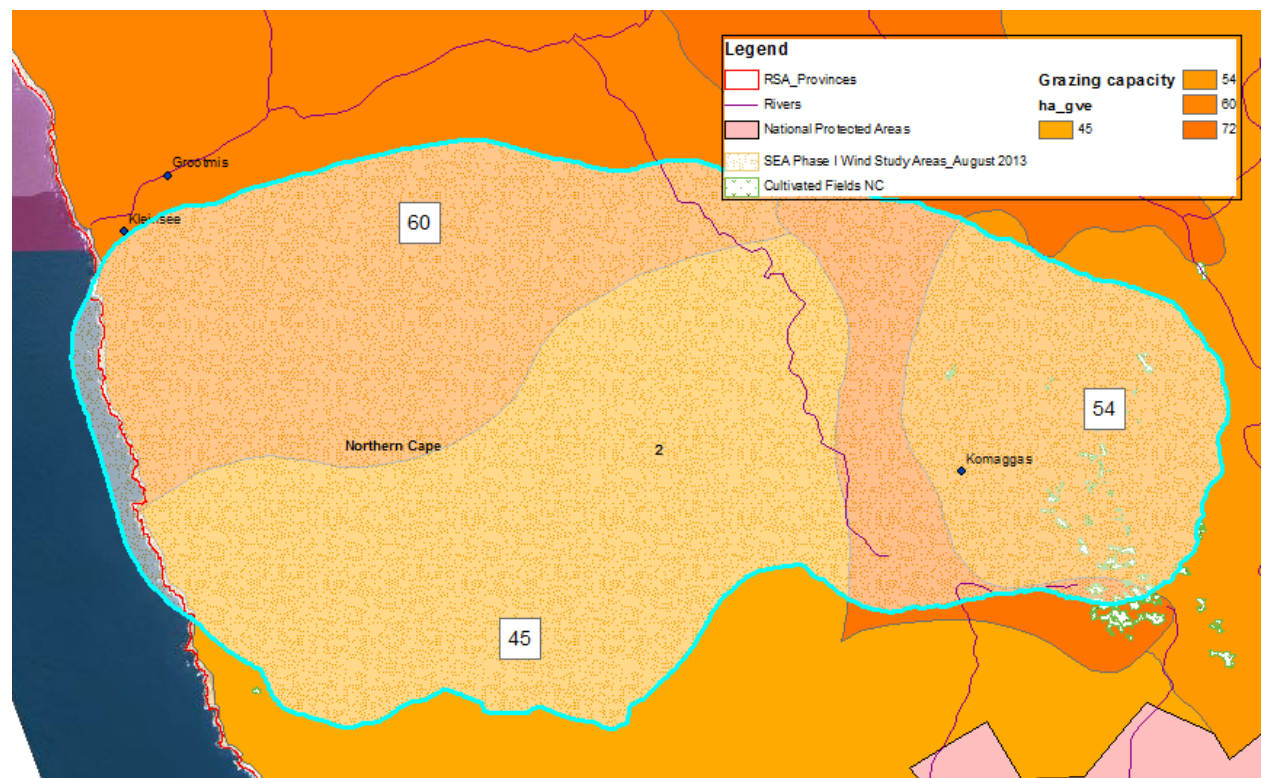 Legend
RSA_Provinces
Rivers
National Protected Areas
SEA Phase I Wind Study Areas_August 2013
Cultivated Fields NC
Grazing capacity
ha_gve
45
54
60
72
Grootmis
Kleinsee
60
Northern Cape
2
54
Komaggas
45